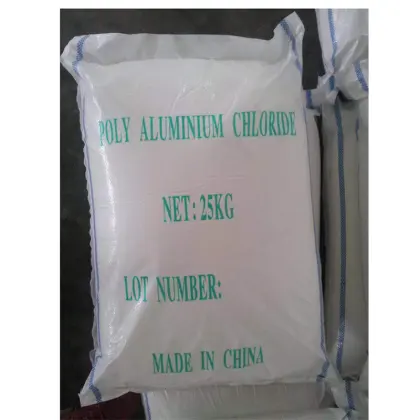 POLY ALUMINIUM CHLORIDE
NET:25KG
LOT NUMBER:
MADE IN CHINA